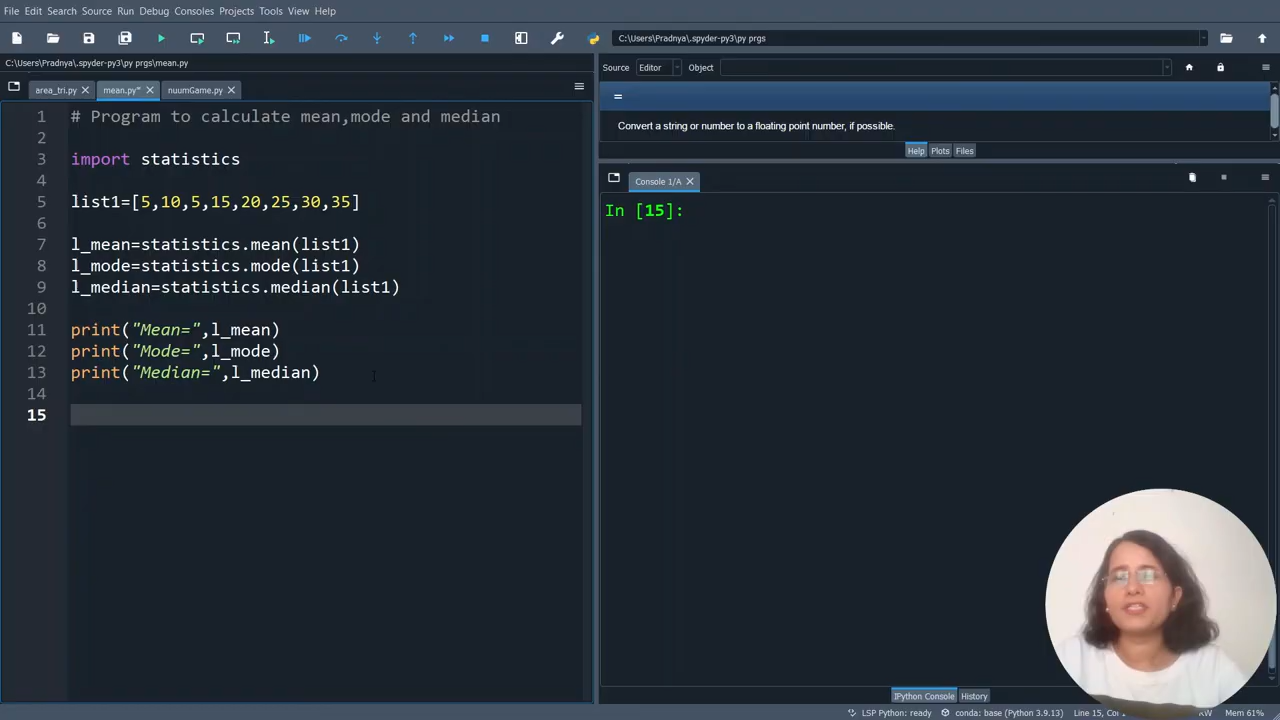 File Edit Search Source Run Debug Consoles Projects Tools View Help
C:\Users\Pradnya\.spyder-py3\py prgs
C:\Users\Pradnya\.spyder-py3\py prgs\mean.py
area_tri.py
mean.py*
nuumGame.py
1 # Program to calculate mean,mode and median
2
3 import statistics
4
5 list1=[5,10,5,15,20,25,30,35]
6
7 l_mean=statistics.mean(list1)
8 l_mode=statistics.mode(list1)
9 l_median=statistics.median(list1)
10
11 print("Mean=",l_mean)
12 print("Mode=",l_mode)
13 print("Median=",l_median)
14
15
Source Editor Object
=
Convert a string or number to a floating point number, if possible.
Help Plots Files
Console 1/A
In [15]:
IPython Console History
LSP Python: ready conda: base (Python 3.9.13) Line 15, RW Mem 61%